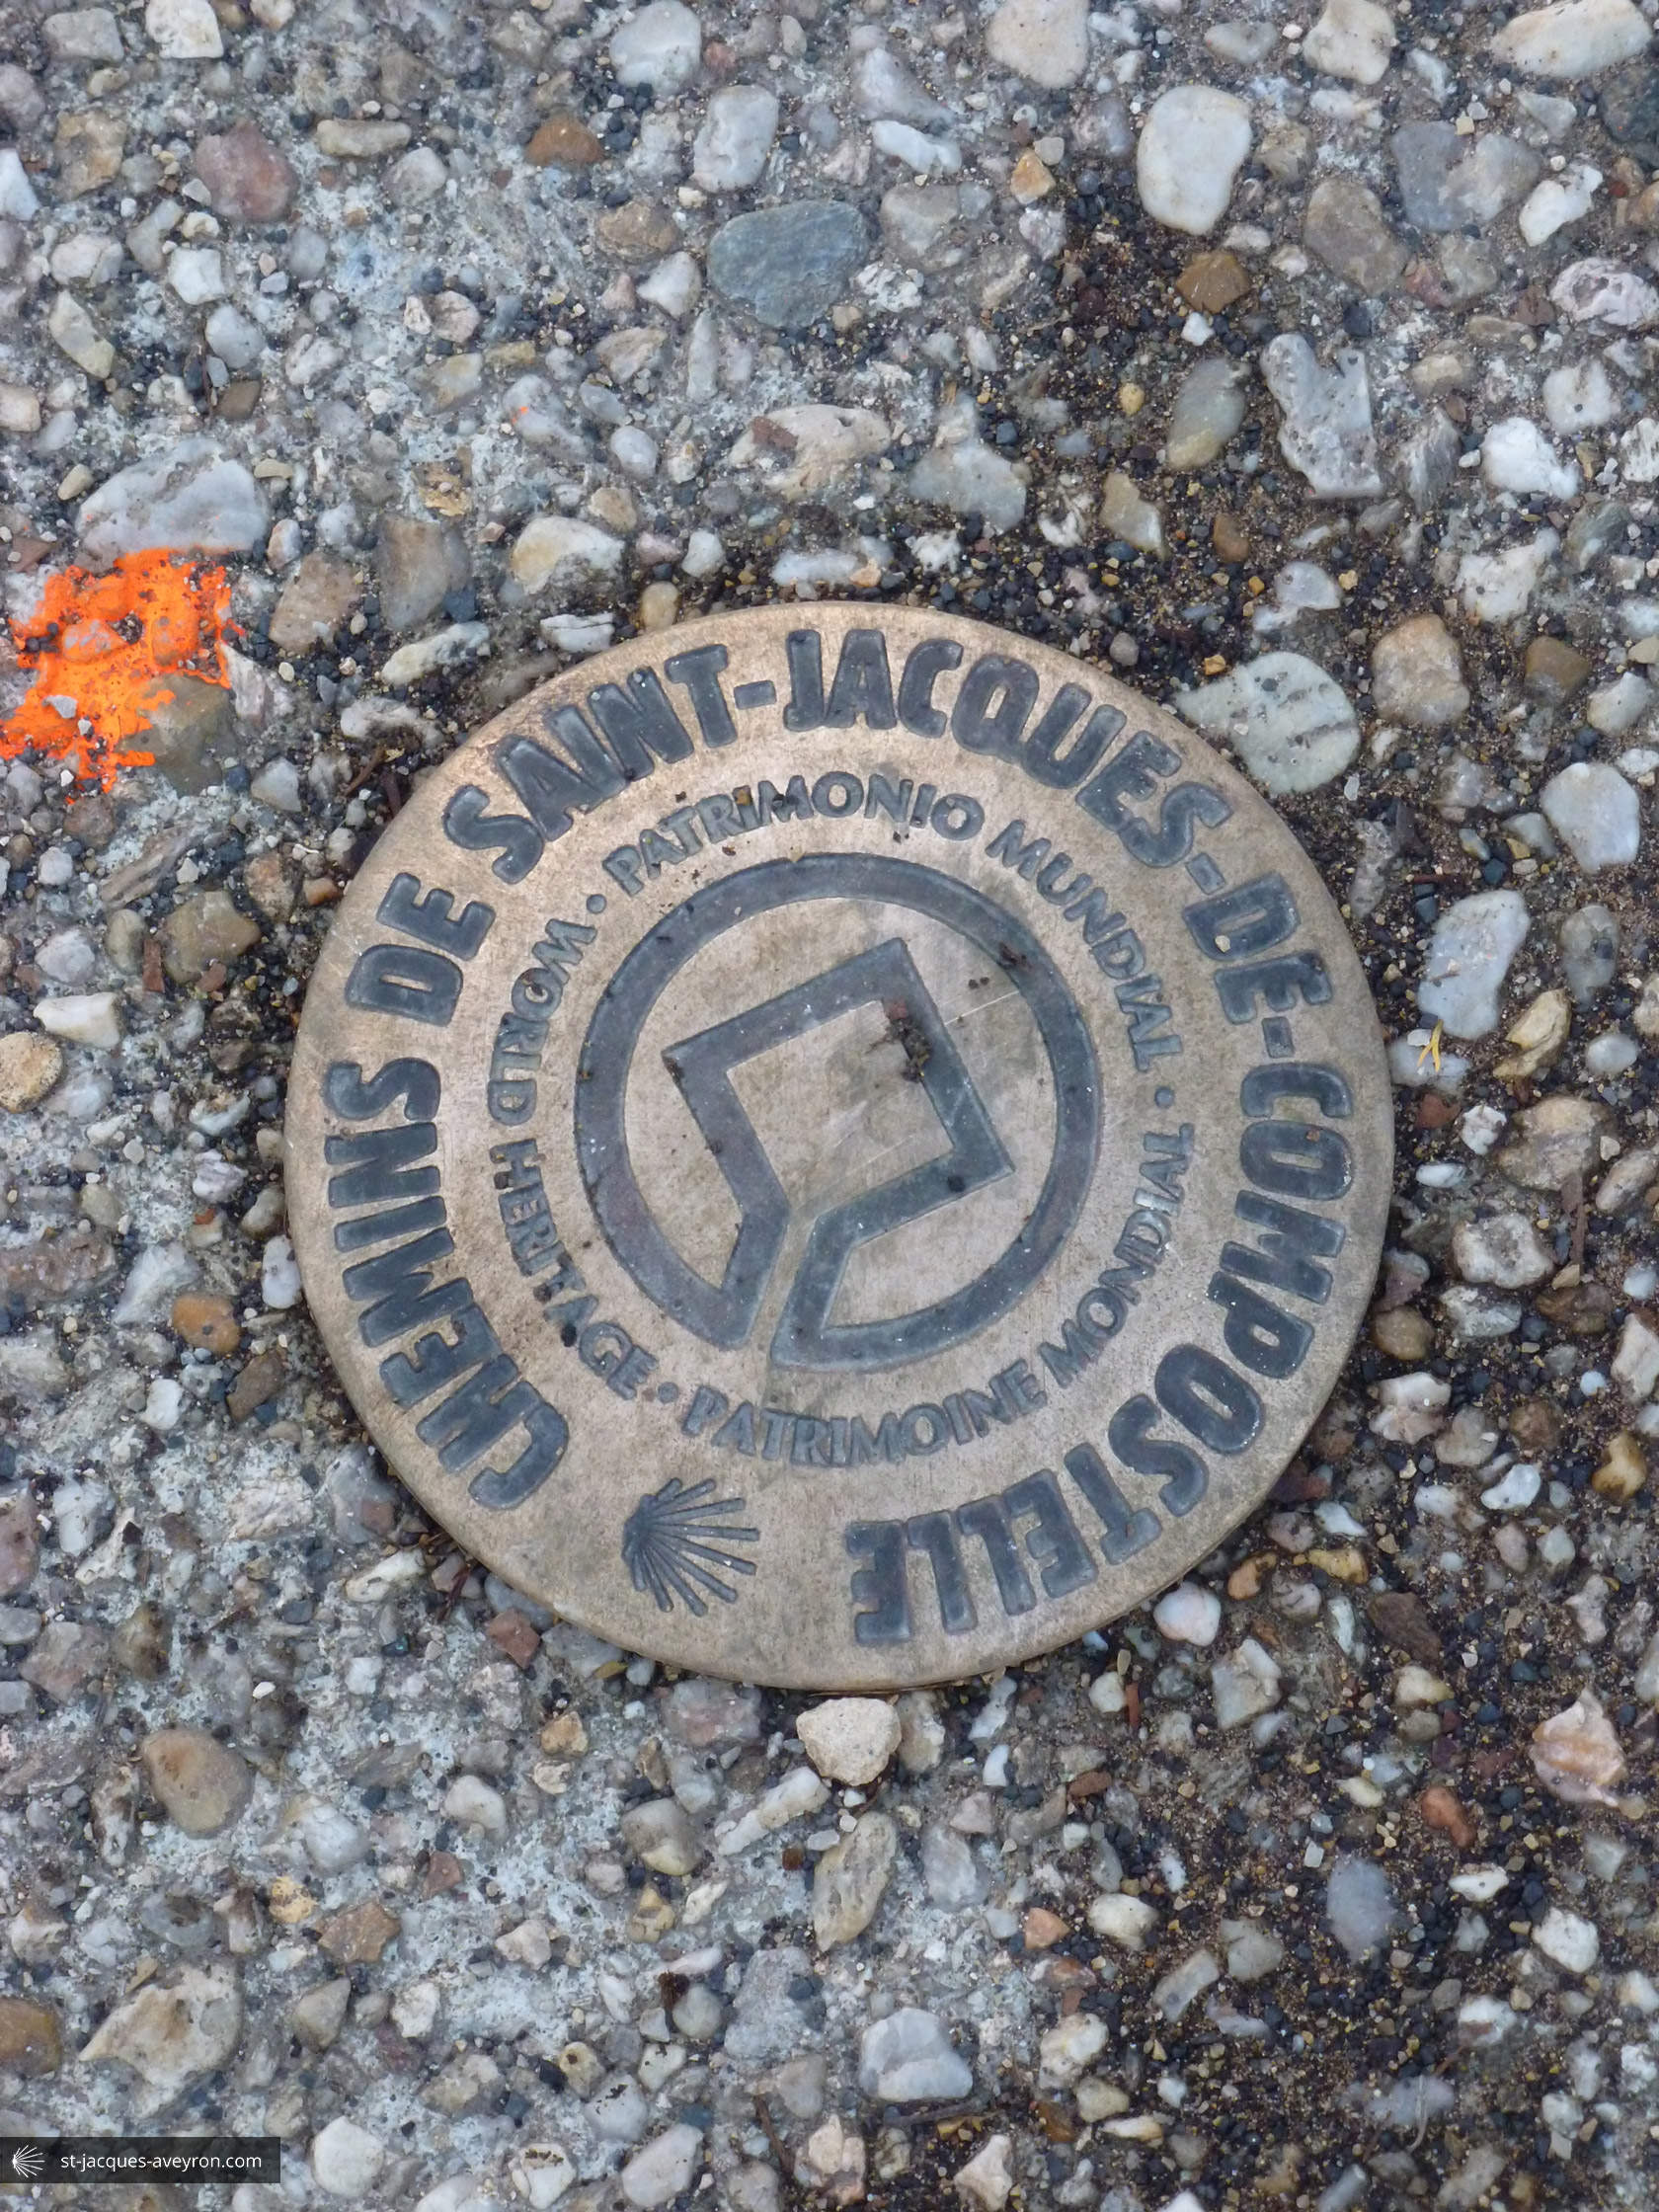 CHEMINS DE SAINT-JACQUES-DE-COMPOSTELLE
WORLD HERITAGE • PATRIMONIO MUNDIAL • PATRIMOINE MONDIAL •
st-jacques-aveyron.com